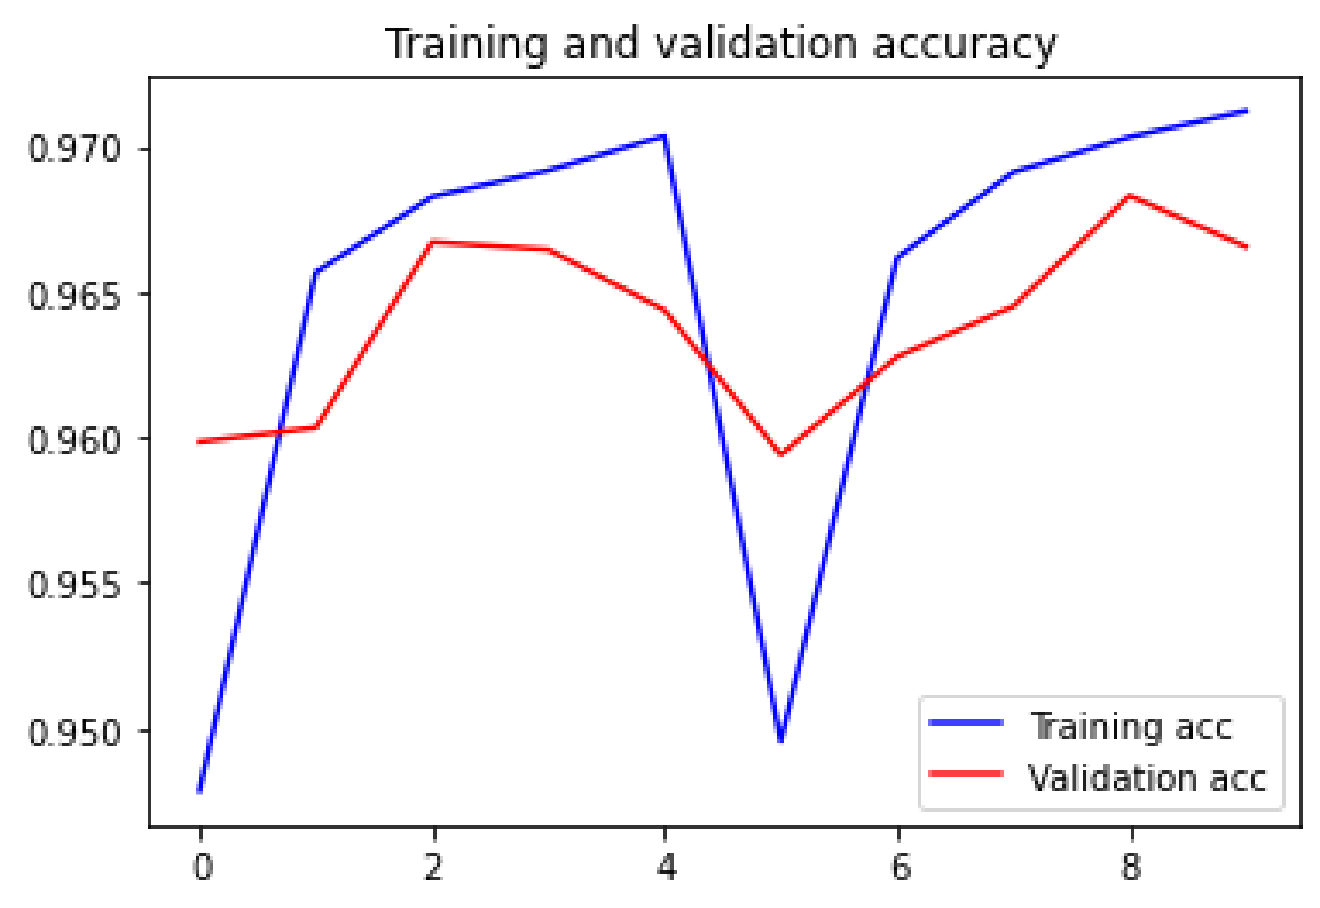 Training and validation accuracy
0.970
0.965
0.960
0.955
0.950
Training acc
Validation acc
0 2 4 6 8